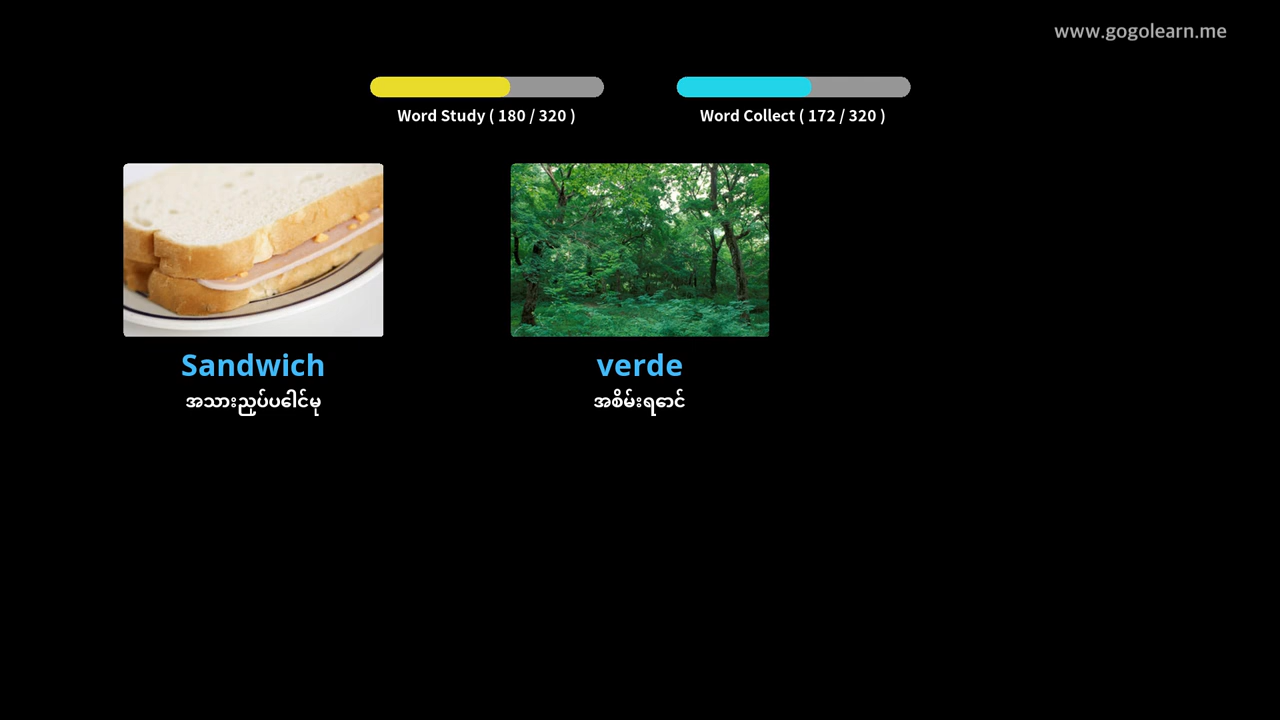 www.gogolearn.me
Word Study ( 180 / 320 )
Word Collect ( 172 / 320 )
Sandwich
အသားညှပ်ပေါင်မု
verde
အစိမ်းရောင်